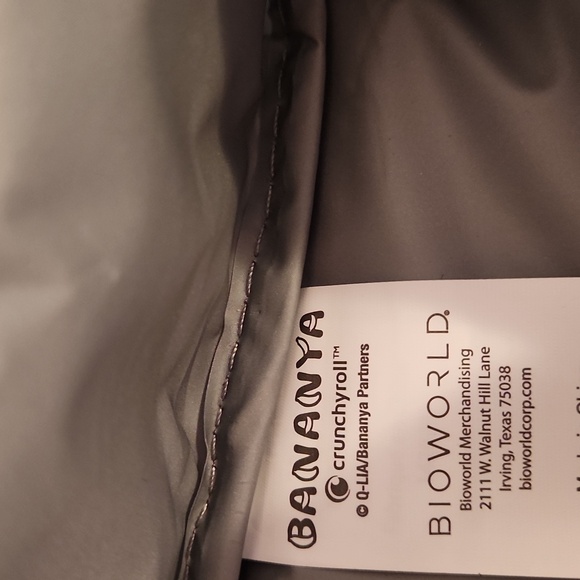 BANANYA
crunchyroll™
© Q-LIA/Bananya Partners
BIOWORLD®
Bioworld Merchandising
2111 W. Walnut Hill Lane
Irving, Texas 75038
bioworldcorp.com